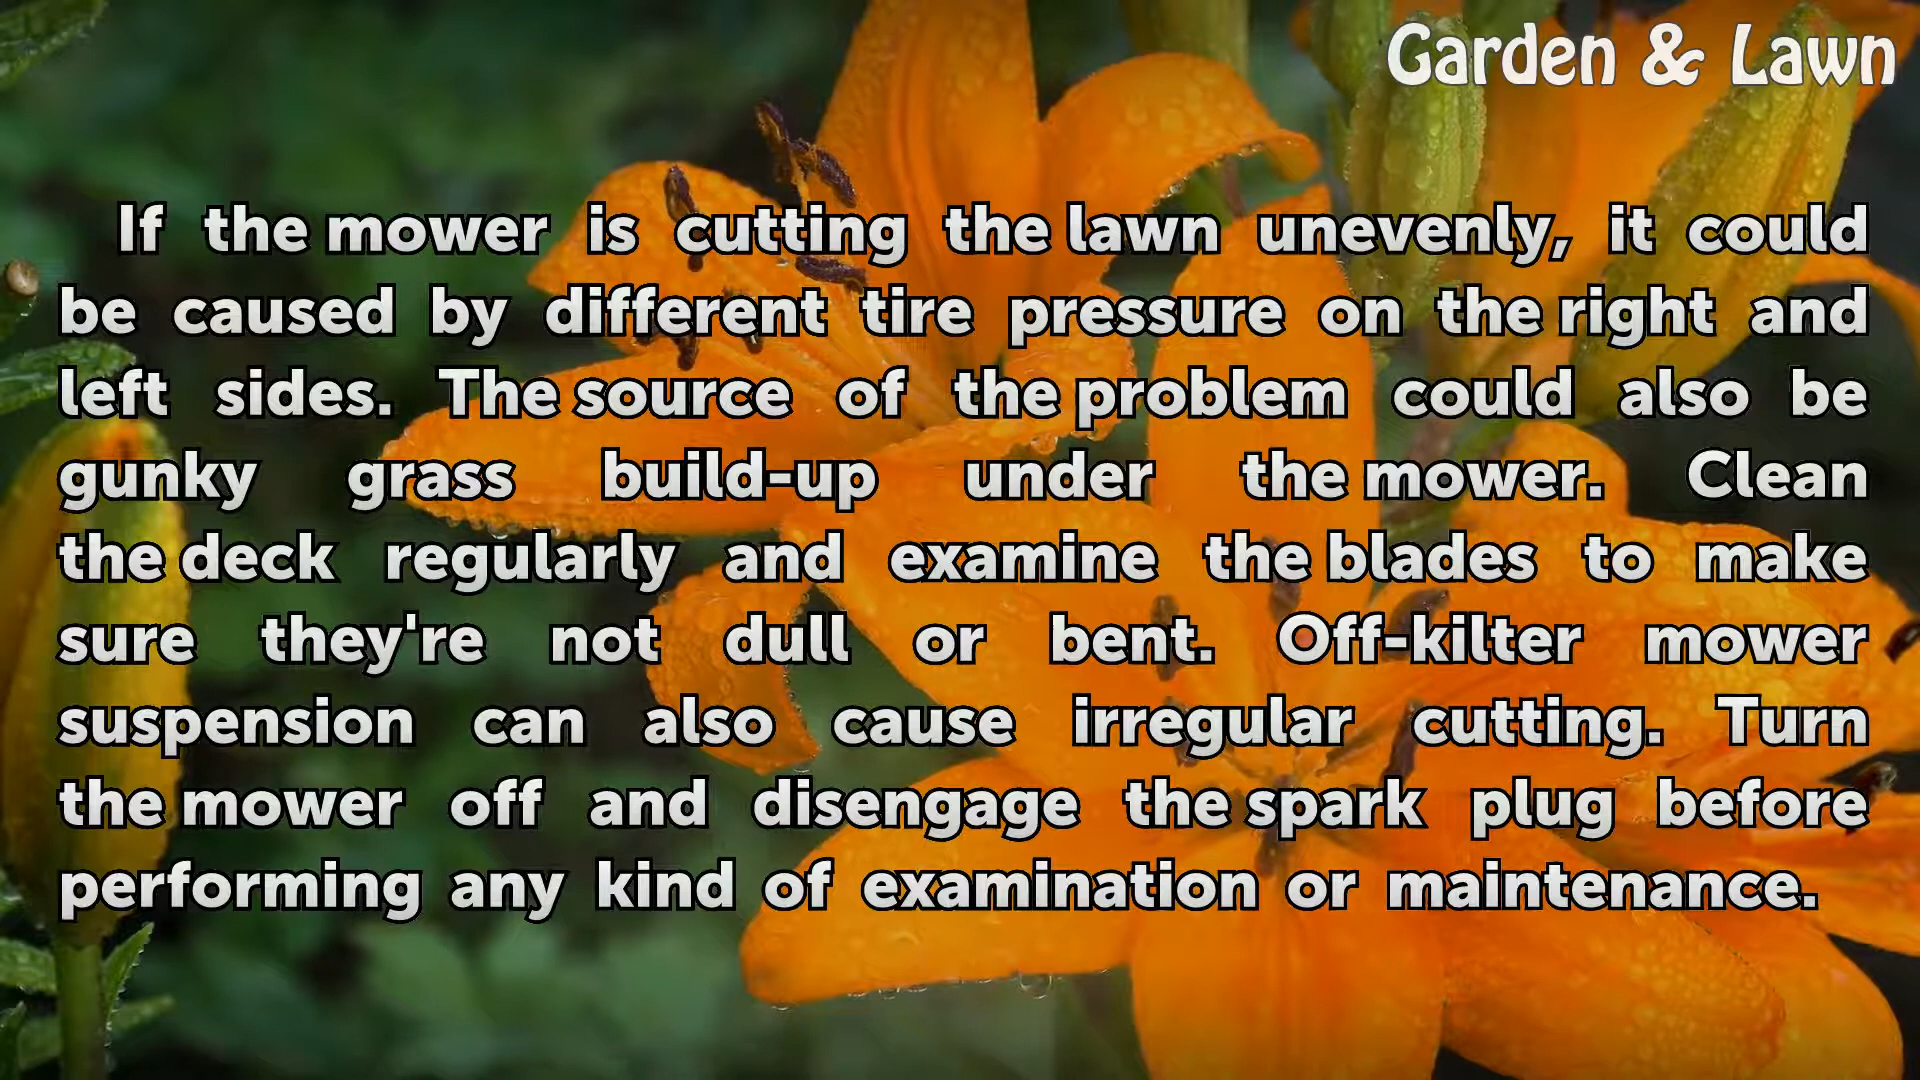 Garden & Lawn
If the mower is cutting the lawn unevenly, it could
be caused by different tire pressure on the right and
left sides. The source of the problem could also be
gunky grass build-up under the mower. Clean
the deck regularly and examine the blades to make
sure they're not dull or bent. Off-kilter mower
suspension can also cause irregular cutting. Turn
the mower off and disengage the spark plug before
performing any kind of examination or maintenance.